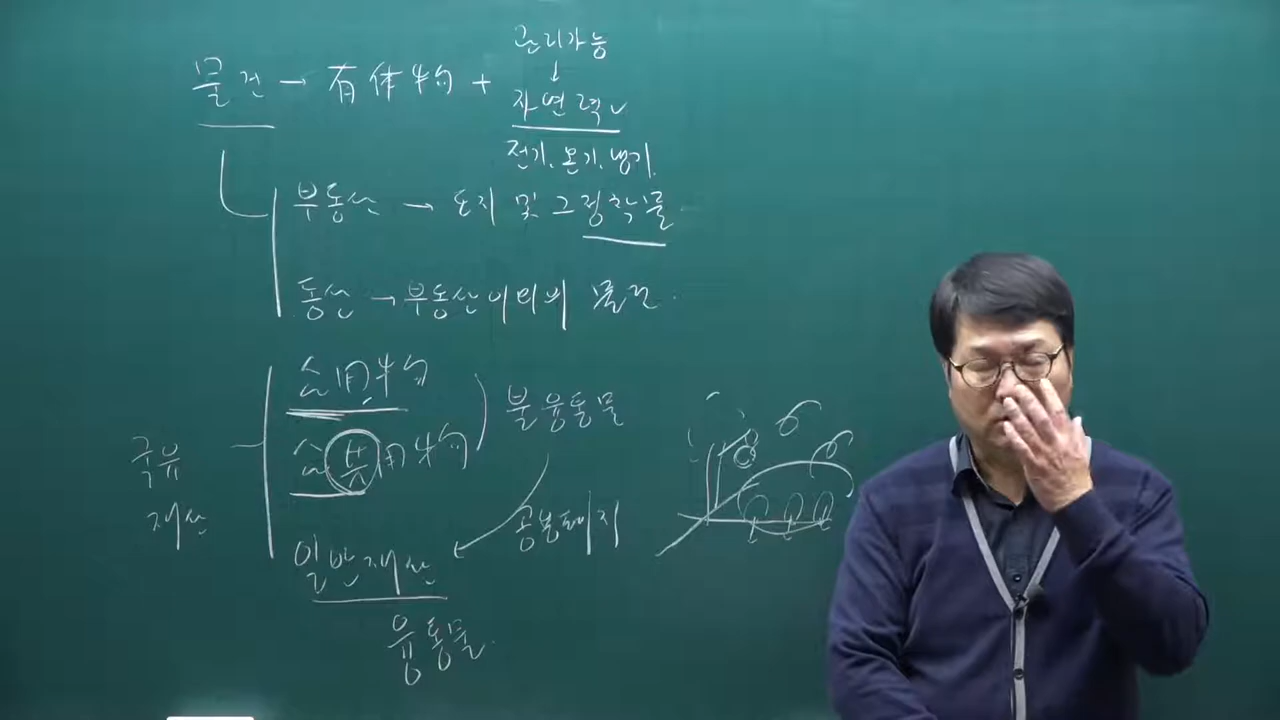 관리가능
↓
물건 → 有体物 +
자연력
전기. 온기. 냉기.
부동산 → 토지 및 그 정착물
동산 → 부동산 이외의 물건.
公用物
公共用物
불융통물
국유
재산
공용폐지
일반재산
융통물.